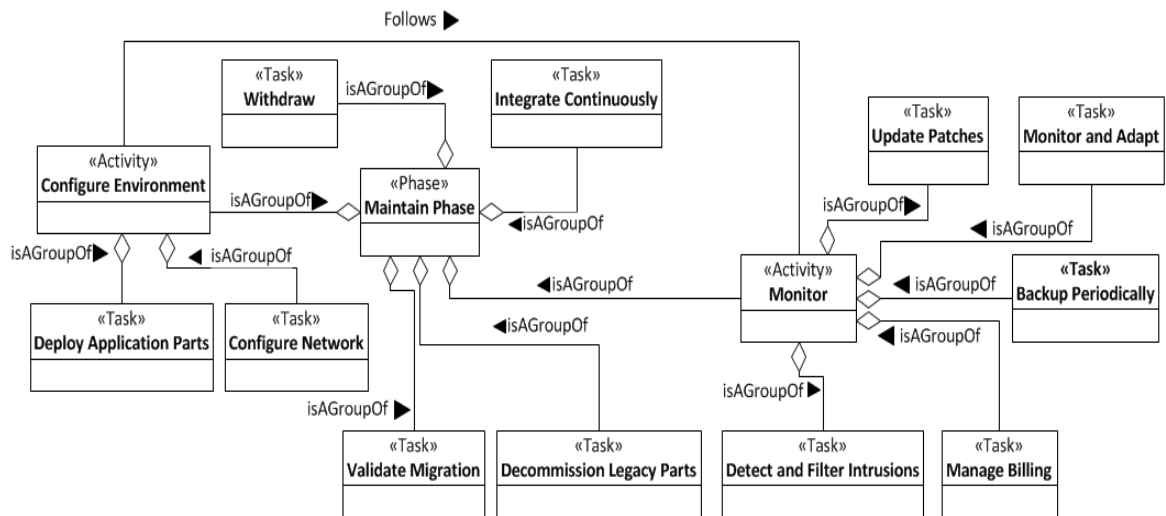 Follows ▶
«Task»
Withdraw
isAGroupOf▶
«Task»
Integrate Continuously
«Task»
Update Patches
«Task»
Monitor and Adapt
«Activity»
Configure Environment
isAGroupOf▶
«Phase»
Maintain Phase
◀isAGroupOf
isAGroupOf▶
◀ isAGroupOf
isAGroupOf▶
◀ isAGroupOf
«Activity»
Monitor
◀isAGroupOf
◀ isAGroupOf
«Task»
Backup Periodically
«Task»
Deploy Application Parts
«Task»
Configure Network
◀isAGroupOf
◀ isAGroupOf
isAGroupOf ▶
isAGroupOf ▶
«Task»
Validate Migration
«Task»
Decommission Legacy Parts
«Task»
Detect and Filter Intrusions
«Task»
Manage Billing